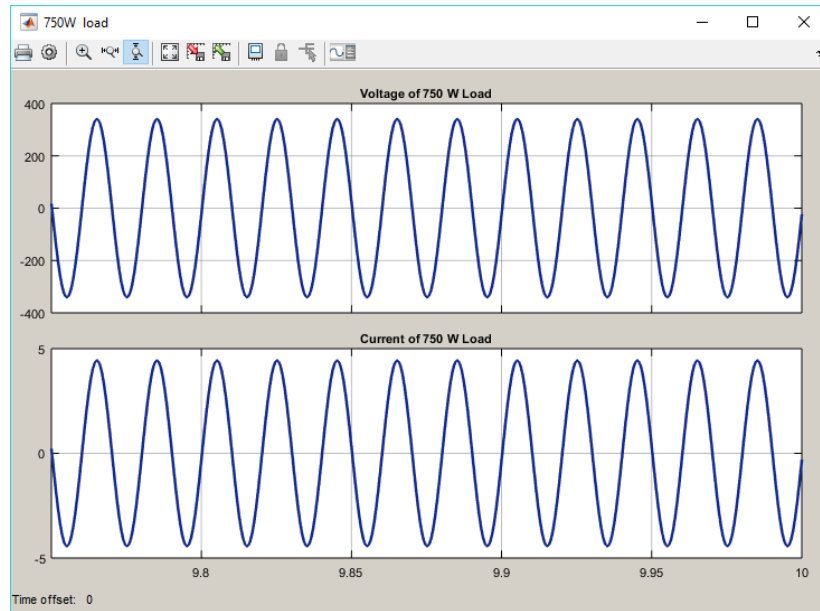 750W load
Voltage of 750 W Load
400
200
0
-200
-400
Current of 750 W Load
5
0
-5
9.8 9.85 9.9 9.95 10
Time offset: 0